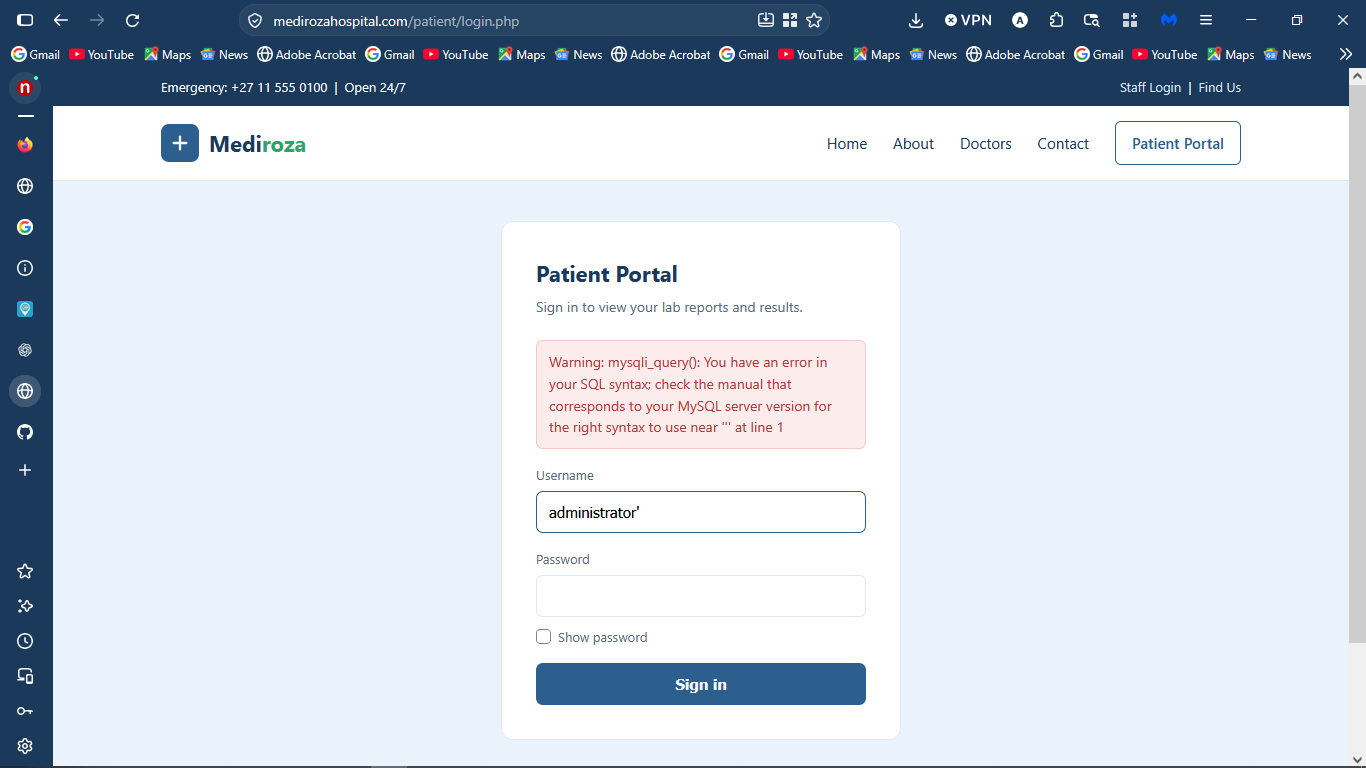 medirozahospital.com/patient/login.php
VPN
A
Gmail YouTube Maps News Adobe Acrobat Gmail YouTube Maps News Adobe Acrobat Gmail YouTube Maps News Adobe Acrobat Gmail YouTube Maps News
n
Emergency: +27 11 555 0100 | Open 24/7
Staff Login | Find Us
Mediroza
Home About Doctors Contact Patient Portal
Patient Portal
Sign in to view your lab reports and results.
Warning: mysqli_query(): You have an error in
your SQL syntax; check the manual that
corresponds to your MySQL server version for
the right syntax to use near ''' at line 1
Username
administrator'
Password
Show password
Sign in